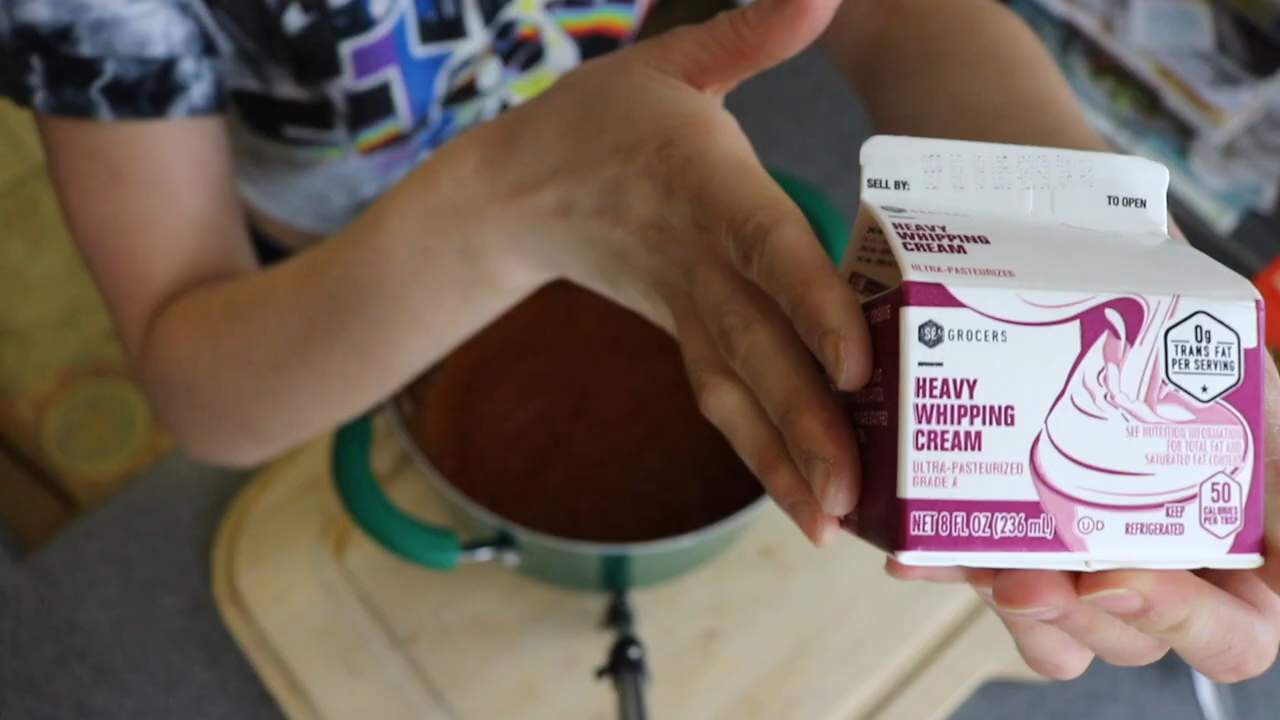 SELL BY:
TO OPEN
HEAVY
WHIPPING
CREAM
ULTRA-PASTEURIZED
SE GROCERS
HEAVY
WHIPPING
CREAM
ULTRA-PASTEURIZED
GRADE A
NET 8 FL OZ (236 mL)
0g
TRANS FAT
PER SERVING
SEE NUTRITION INFORMATION
FOR TOTAL FAT AND
SATURATED FAT CONTENT
50
CALORIES
PER TBSP
UD
KEEP
REFRIGERATED